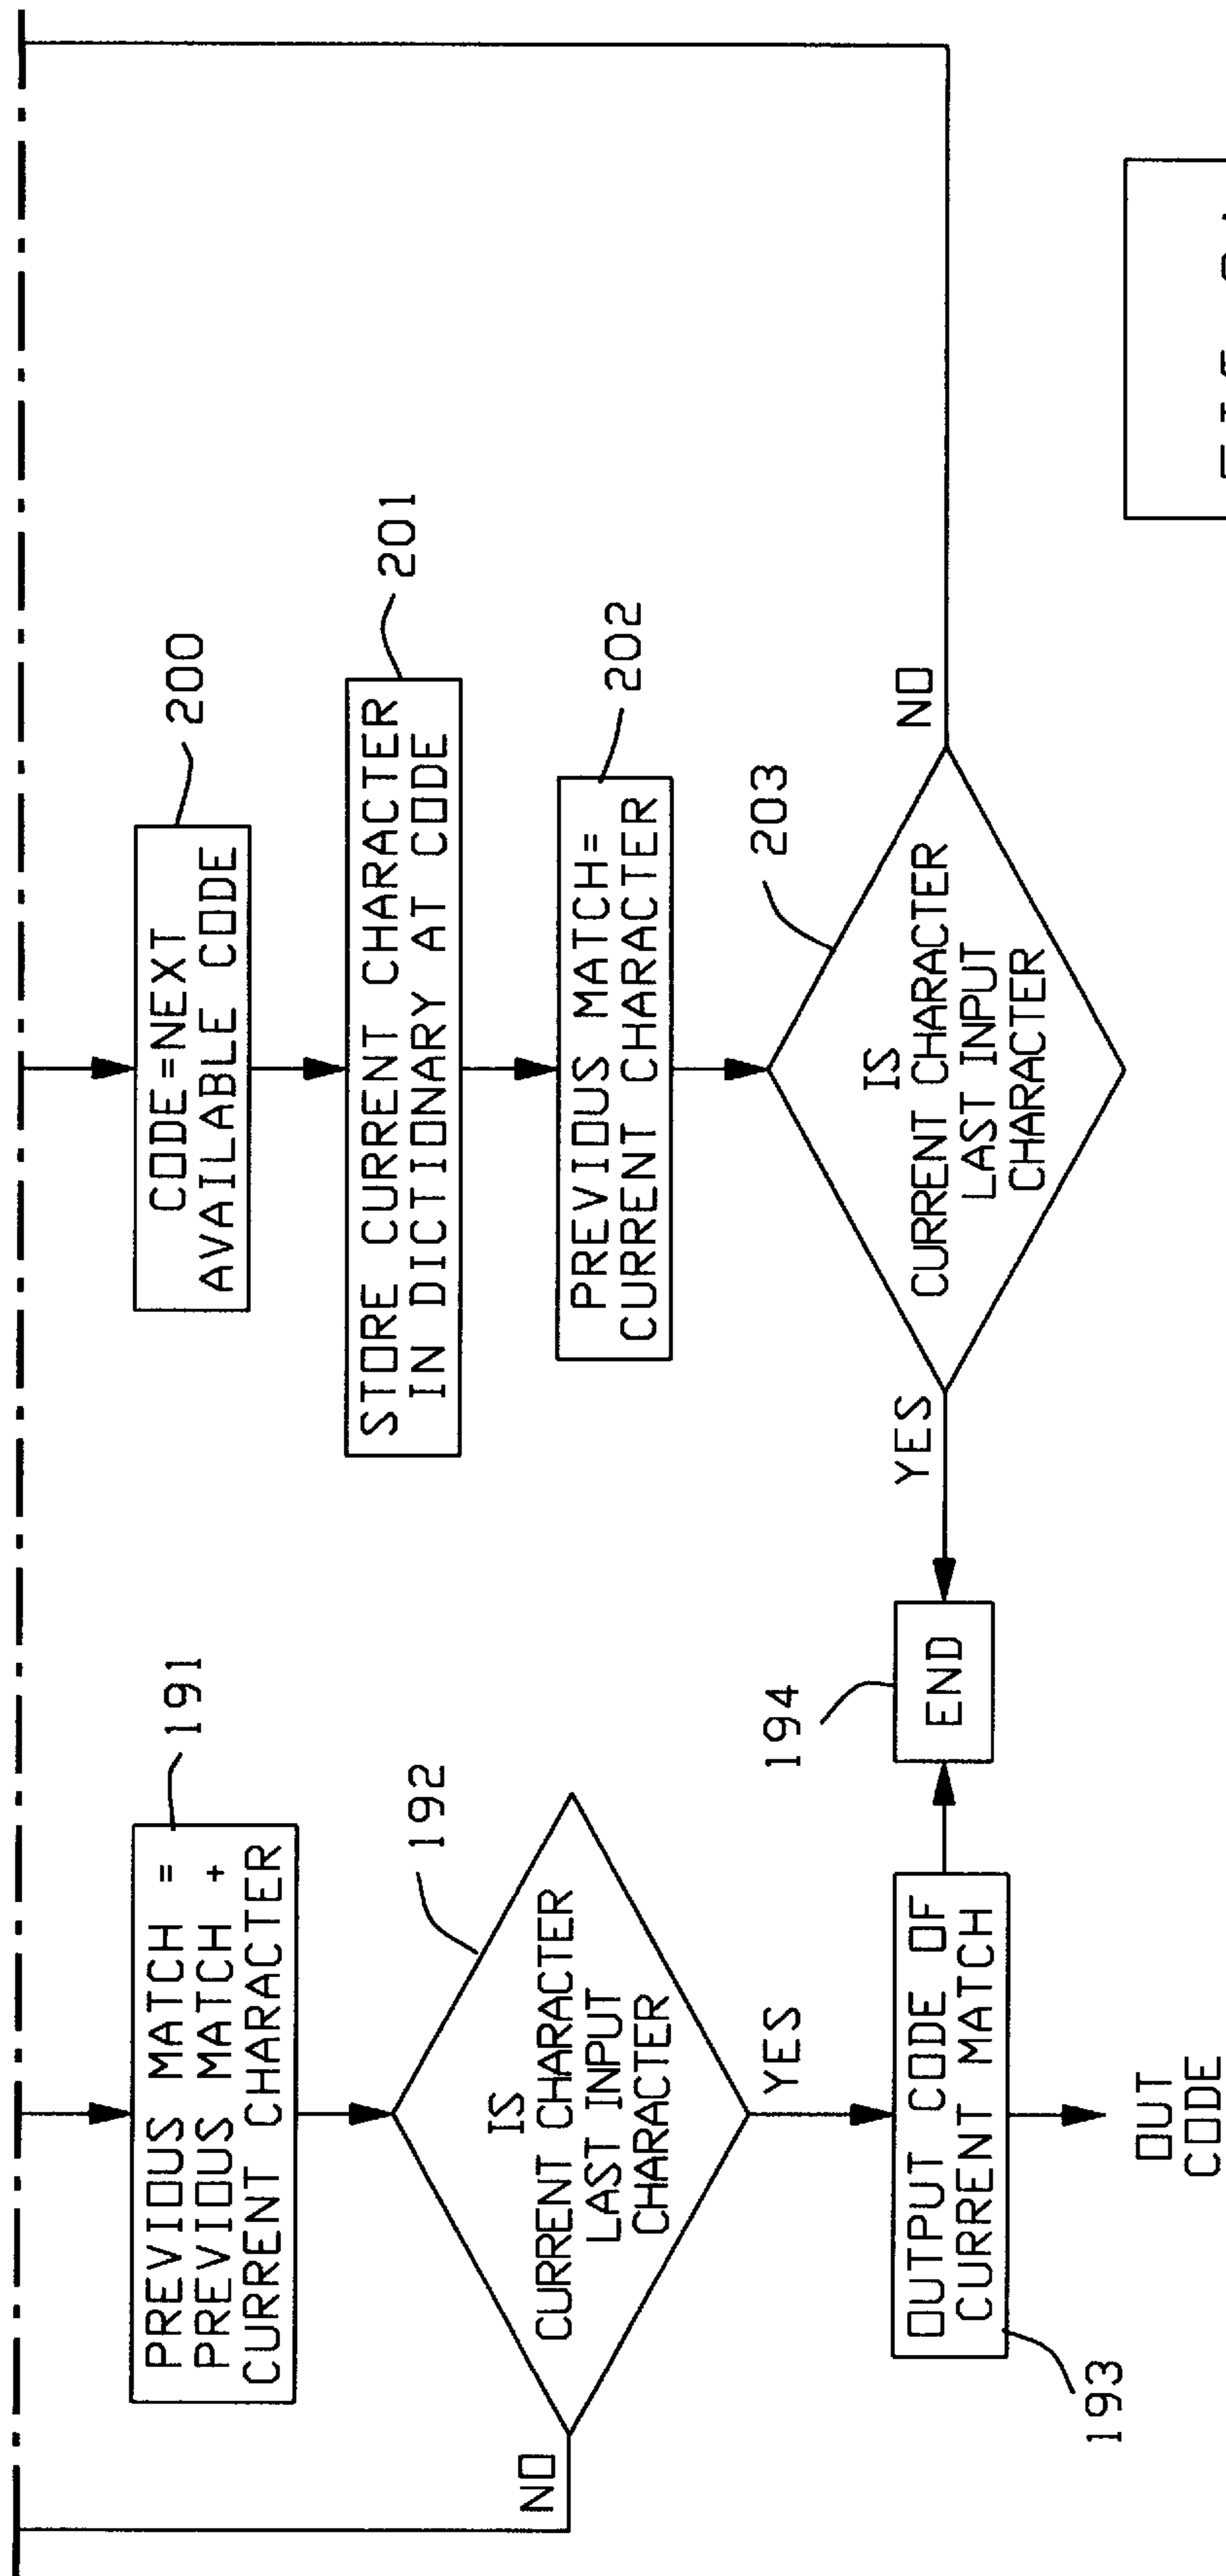 191
PREVIOUS MATCH =
PREVIOUS MATCH +
CURRENT CHARACTER
192
IS
CURRENT CHARACTER
LAST INPUT
CHARACTER
NO
YES
193
OUTPUT CODE OF
CURRENT MATCH
OUT
CODE
194
END
200
CODE=NEXT
AVAILABLE CODE
201
STORE CURRENT CHARACTER
IN DICTIONARY AT CODE
202
PREVIOUS MATCH=
CURRENT CHARACTER
203
IS
CURRENT CHARACTER
LAST INPUT
CHARACTER
YES
NO